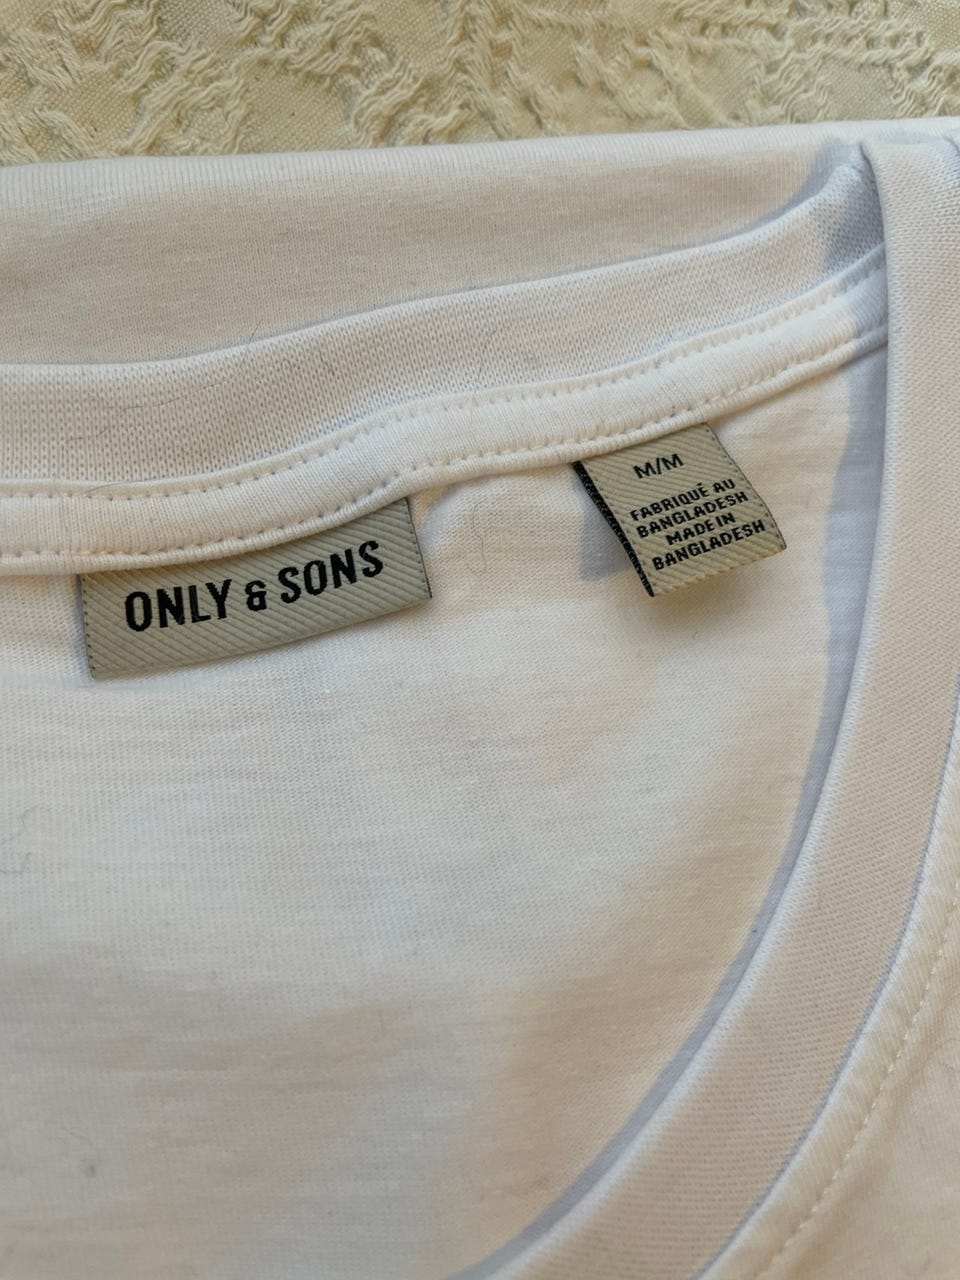 ONLY & SONS
M/M
FABRIQUÉ AU
BANGLADESH
MADE IN
BANGLADESH